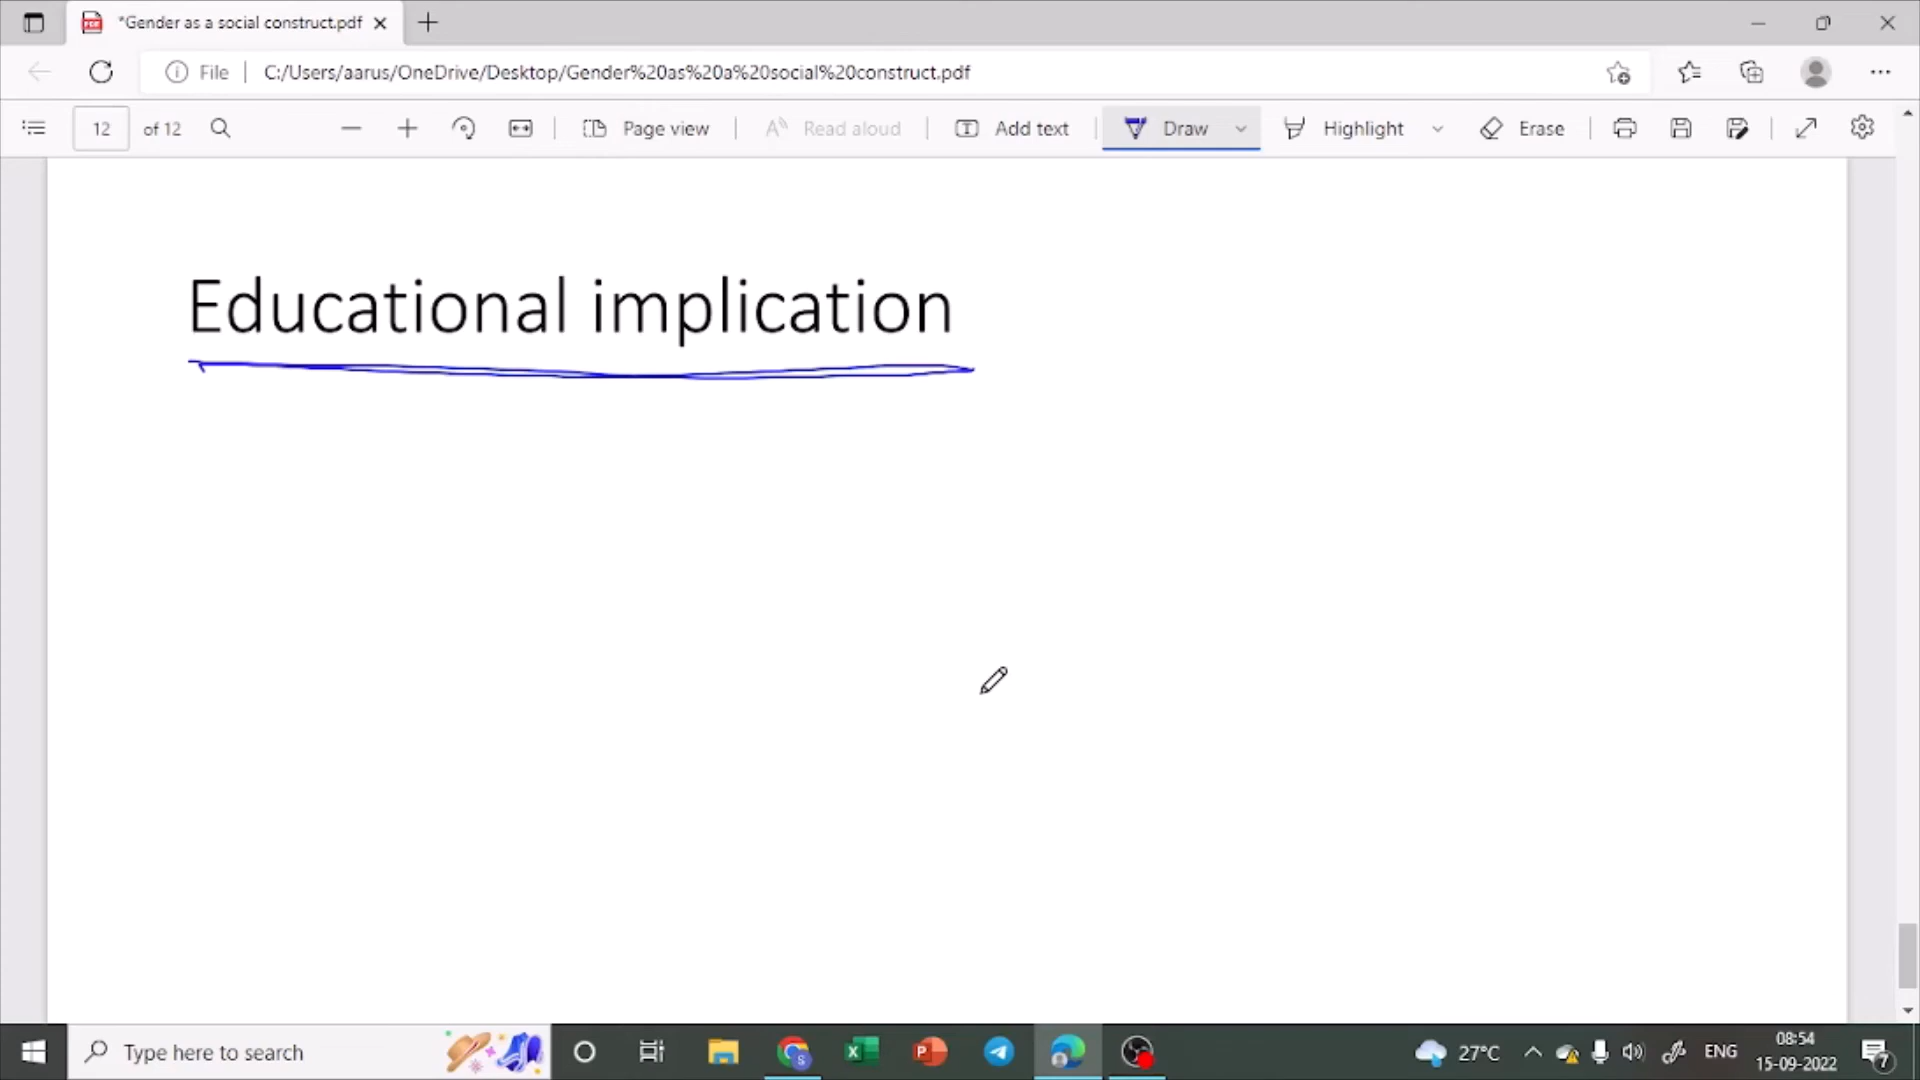 *Gender as a social construct.pdf
File
C:/Users/aarus/OneDrive/Desktop/Gender%20as%20a%20social%20construct.pdf
12 of 12
Page view
Read aloud
Add text
Draw
Highlight
Erase
Educational implication
Type here to search
27°C
ENG
08:54
15-09-2022
7